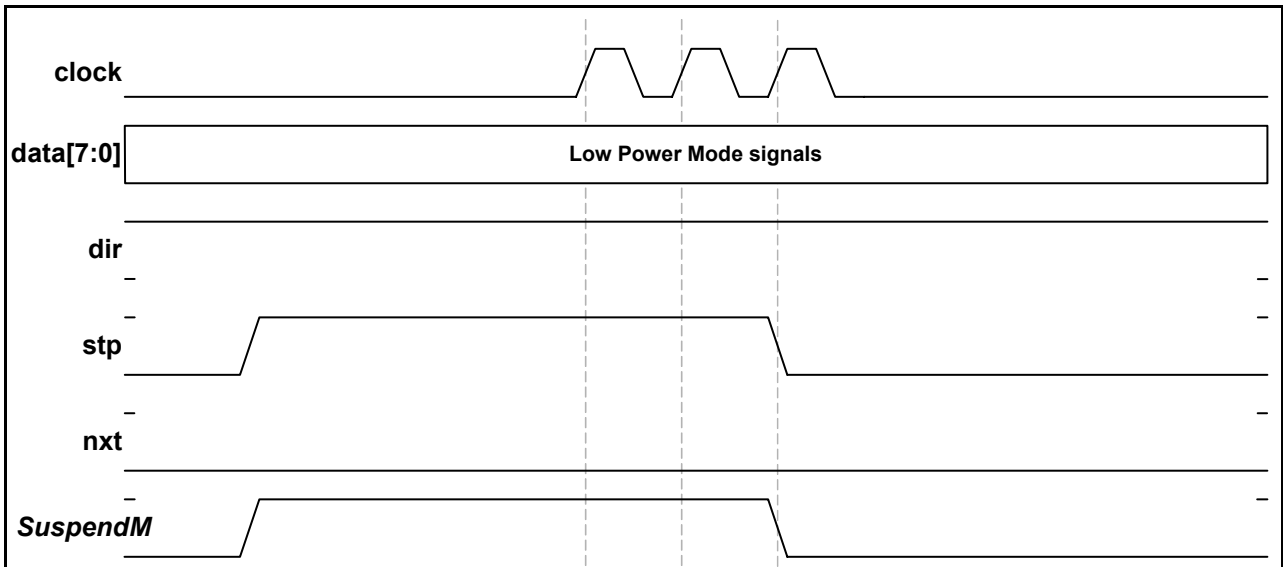 clock
data[7:0]
Low Power Mode signals
dir
stp
nxt
SuspendM